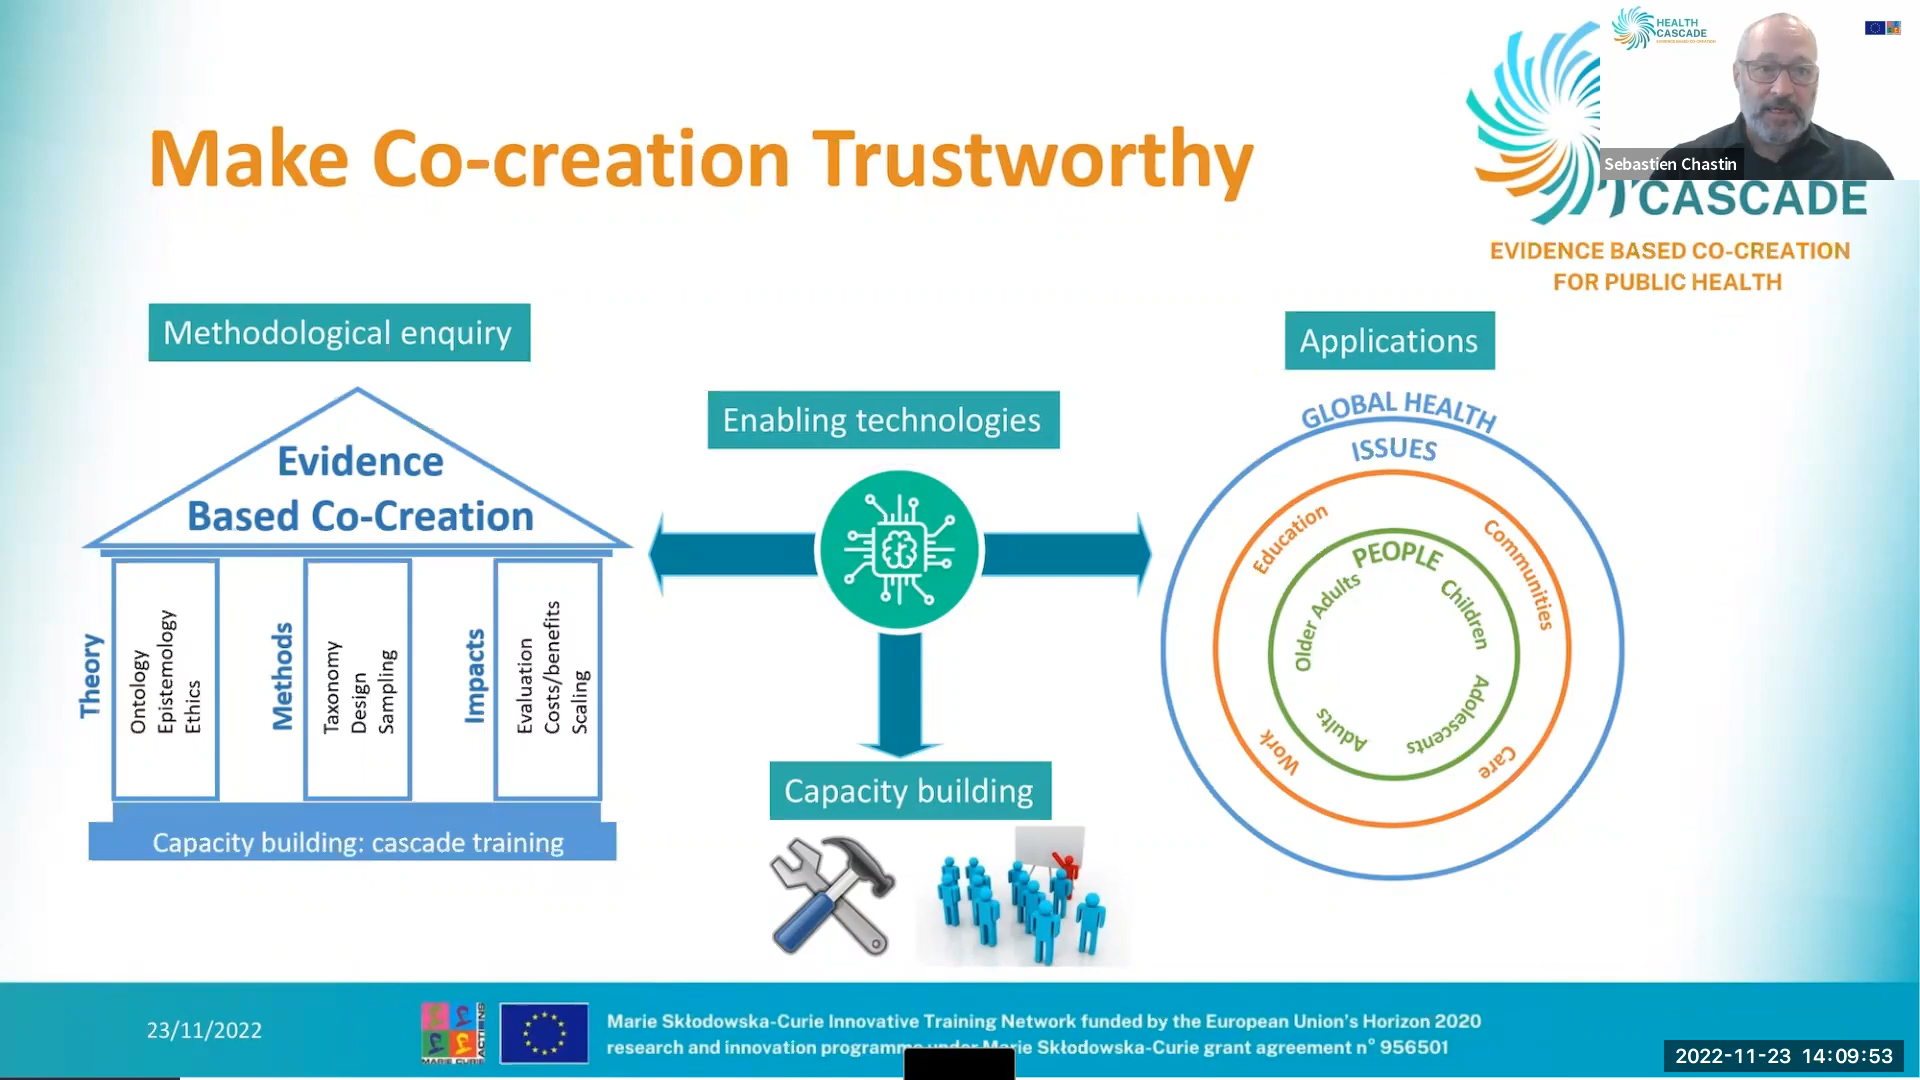 Make Co-creation Trustworthy
HEALTH
CASCADE
Sebastien Chastin
CASCADE
EVIDENCE BASED CO-CREATION
FOR PUBLIC HEALTH
Methodological enquiry
Evidence
Based Co-Creation
Theory
Ontology
Epistemology
Ethics
Methods
Taxonomy
Design
Sampling
Impacts
Evaluation
Costs/benefits
Scaling
Capacity building: cascade training
Enabling technologies
Capacity building
Applications
GLOBAL HEALTH
ISSUES
Education
Communities
Work
Care
PEOPLE
Older Adults
Children
Adults
Adolescents
23/11/2022
MARIE CURIE
ACTIONS
Marie Skłodowska-Curie Innovative Training Network funded by the European Union's Horizon 2020
research and innovation programme under Marie Skłodowska-Curie grant agreement n° 956501
2022-11-23 14:09:53